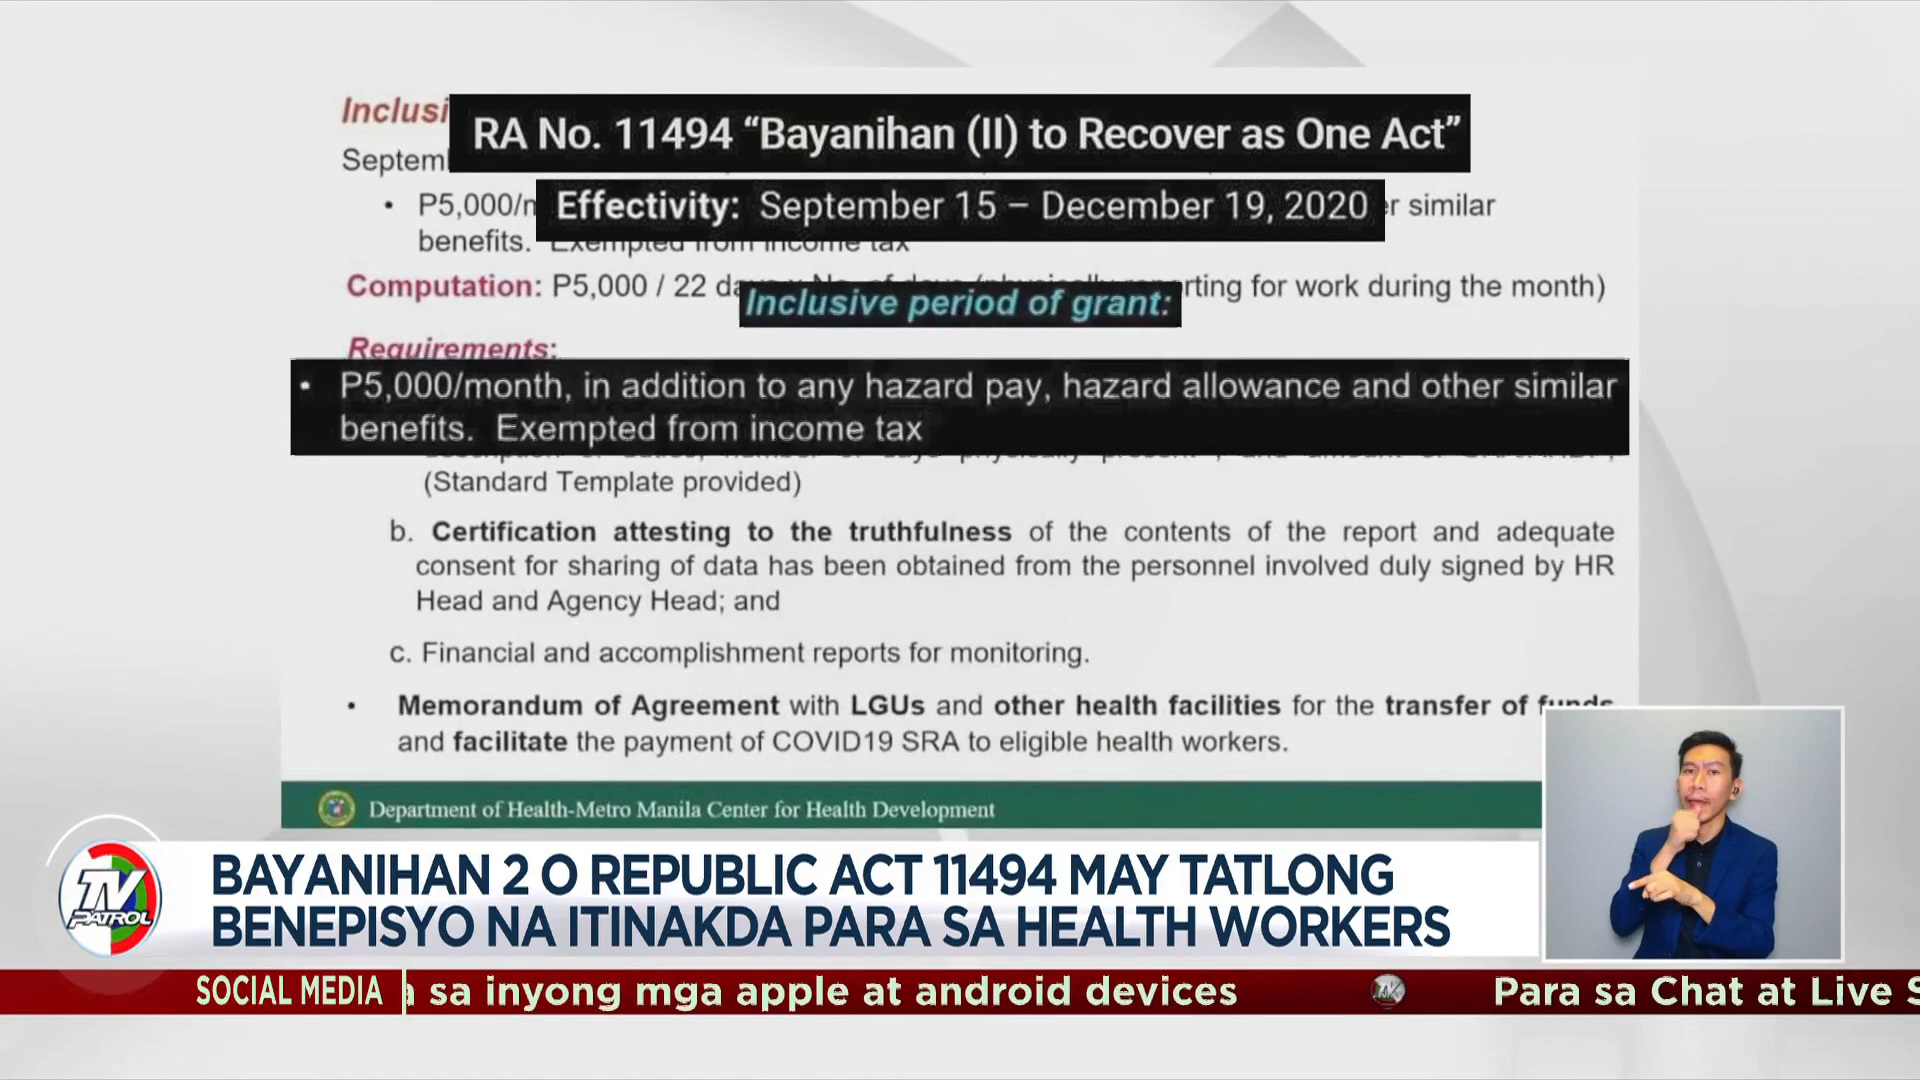 RA No. 11494 “Bayanihan (II) to Recover as One Act”
Effectivity: September 15 – December 19, 2020
P5,000
similar
benefits. Exempted from income tax
Computation: P5,000 / 22
for work during the month)
Inclusive period of grant:
Requirements:
• P5,000/month, in addition to any hazard pay, hazard allowance and other similar
benefits. Exempted from income tax
(Standard Template provided)
b. Certification attesting to the truthfulness of the contents of the report and adequate
consent for sharing of data has been obtained from the personnel involved duly signed by HR
Head and Agency Head; and
c. Financial and accomplishment reports for monitoring.
• Memorandum of Agreement with LGUs and other health facilities for the transfer of funds
and facilitate the payment of COVID19 SRA to eligible health workers.
Department of Health-Metro Manila Center for Health Development
TV PATROL
BAYANIHAN 2 O REPUBLIC ACT 11494 MAY TATLONG
BENEPISYO NA ITINAKDA PARA SA HEALTH WORKERS
SOCIAL MEDIA sa inyong mga apple at android devices Para sa Chat at Live